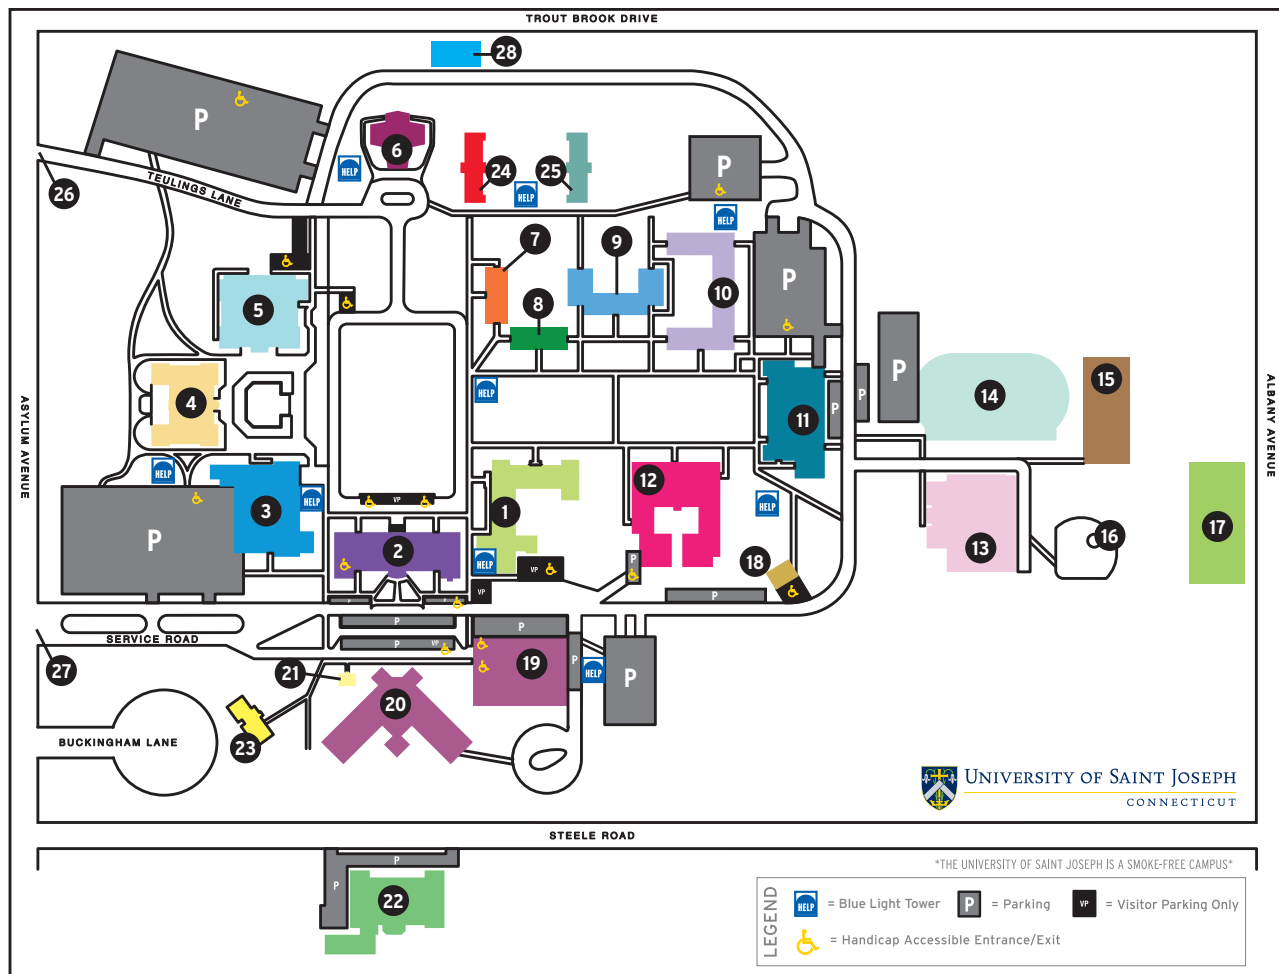 TROUT BROOK DRIVE
28
P
6
HELP
24
25
HELP
P
26
TEULINGS LANE
HELP
7
9
P
5
8
10
P
15
ALBANY AVENUE
ASYLUM AVENUE
4
HELP
P
P
14
11
HELP
12
VP
HELP
3
1
HELP
17
P
2
HELP
VP
P
18
13
16
VP
P
P
P
P
P
SERVICE ROAD
P
VP
27
21
19
P
HELP
P
20
BUCKINGHAM LANE
23
UNIVERSITY OF SAINT JOSEPH
CONNECTICUT
STEELE ROAD
P
*THE UNIVERSITY OF SAINT JOSEPH IS A SMOKE-FREE CAMPUS*
P
22
LEGEND
HELP = Blue Light Tower
P = Parking
VP = Visitor Parking Only
= Handicap Accessible Entrance/Exit